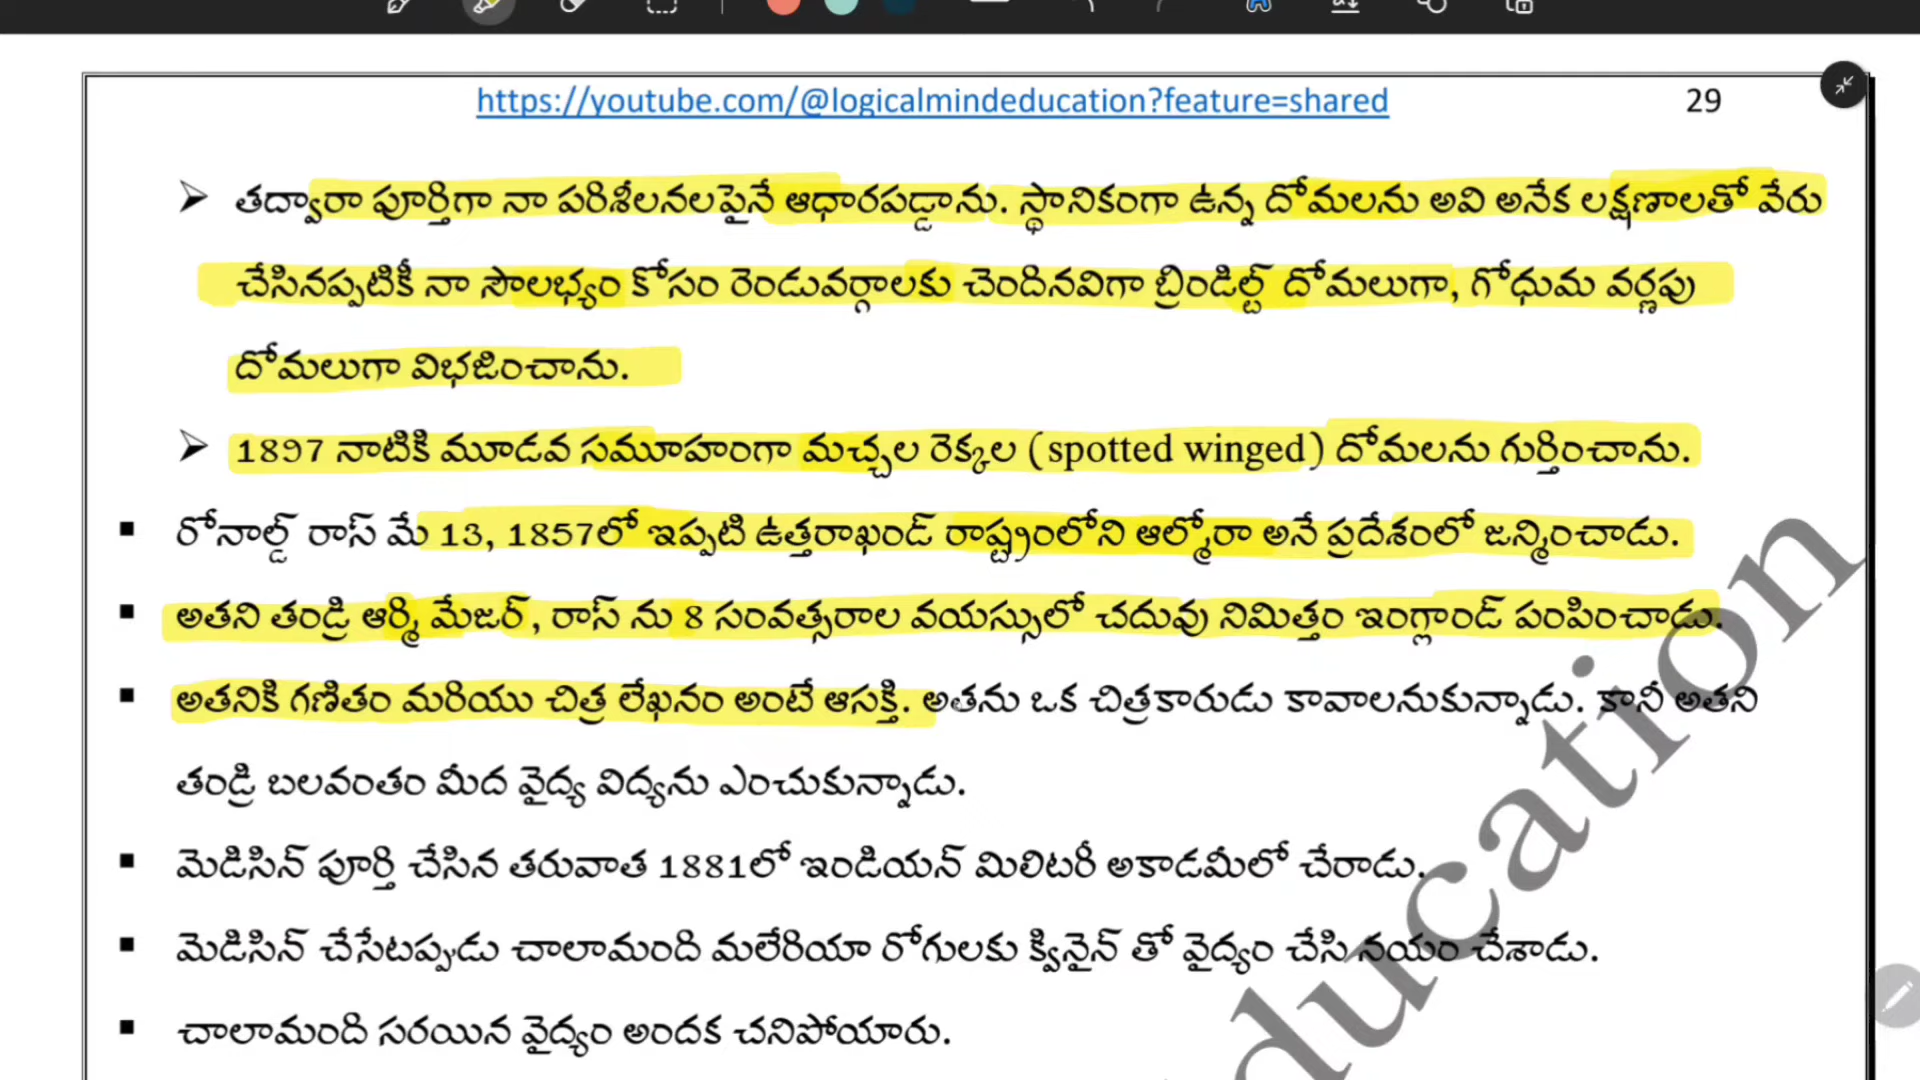 https://youtube.com/@logicalmindeducation?feature=shared 29
➢ తద్వారా పూర్తిగా నా పరిశీలనలపైనే ఆధారపడ్డాను. స్థానికంగా ఉన్న దోమలను అవి అనేక లక్షణాలతో వేరు
చేసినప్పటికీ నా సౌలభ్యం కోసం రెండువర్గాలకు చెందినవిగా బ్రిండిల్ట్ దోమలుగా, గోధుమ వర్ణపు
దోమలుగా విభజించాను.
➢ 1897 నాటికి మూడవ సమూహంగా మచ్చల రెక్కల (spotted winged) దోమలను గుర్తించాను.
▪ రోనాల్డ్ రాస్ మే 13, 1857లో ఇప్పటి ఉత్తరాఖండ్ రాష్ట్రంలోని ఆల్మోరా అనే ప్రదేశంలో జన్మించాడు.
▪ అతని తండ్రి ఆర్మి మేజర్, రాస్ ను 8 సంవత్సరాల వయస్సులో చదువు నిమిత్తం ఇంగ్లాండ్ పంపించాడు.
▪ అతనికి గణితం మరియు చిత్ర లేఖనం అంటే ఆసక్తి. అతను ఒక చిత్రకారుడు కావాలనుకున్నాడు. కానీ అతని
తండ్రి బలవంతం మీద వైద్య విద్యను ఎంచుకున్నాడు.
▪ మెడిసిన్ పూర్తి చేసిన తరువాత 1881లో ఇండియన్ మిలిటరీ అకాడమీలో చేరాడు.
▪ మెడిసిన్ చేసేటప్పుడు చాలామంది మలేరియా రోగులకు క్వినైన్ తో వైద్యం చేసి నయం చేశాడు.
▪ చాలామంది సరయిన వైద్యం అందక చనిపోయారు.
ducation